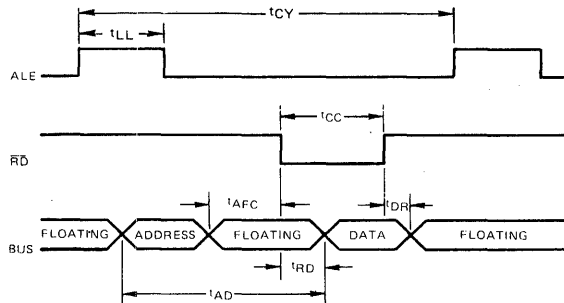 tCY
tLL
ALE
tCC
RD
tAFC
tDR
FLOATING ADDRESS FLOATING DATA FLOATING
BUS
tRD
tAD